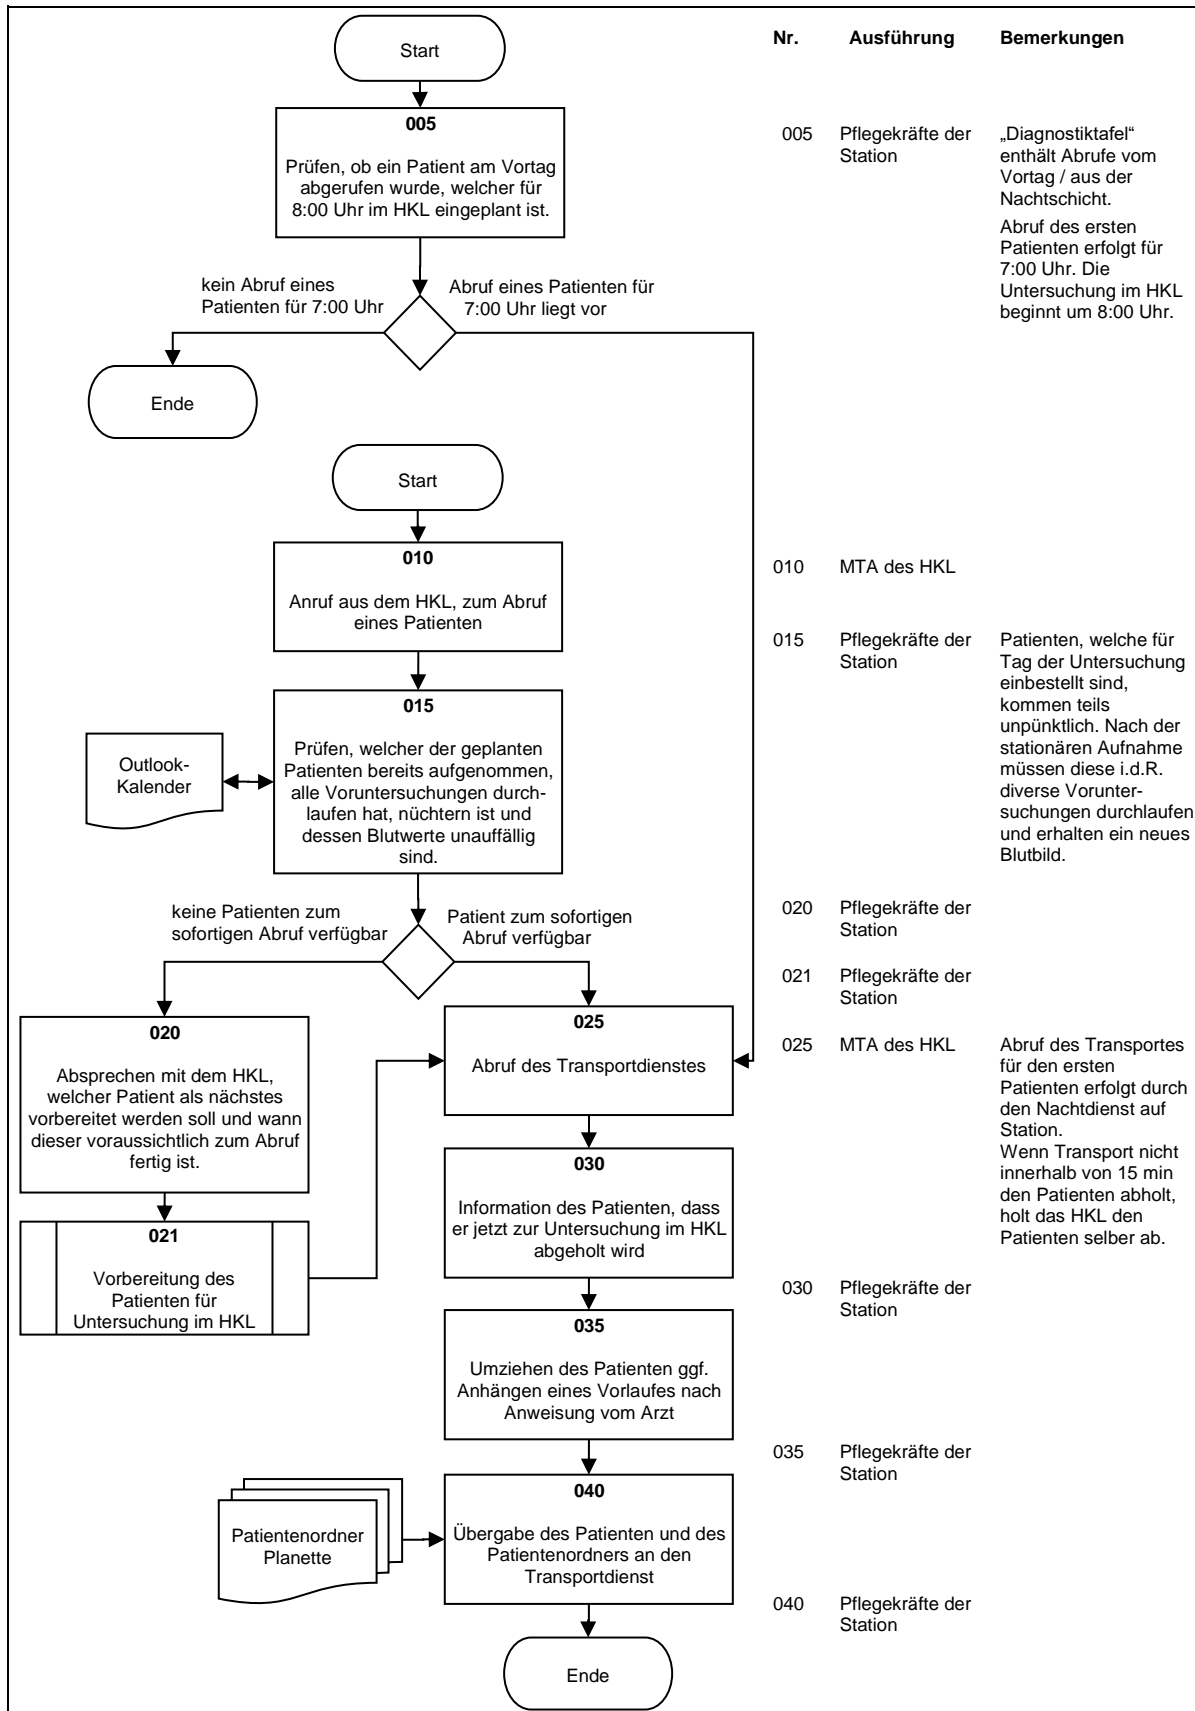 Start
005
Prüfen, ob ein Patient am Vortag
abgerufen wurde, welcher für
8:00 Uhr im HKL eingeplant ist.
kein Abruf eines
Patienten für 7:00 Uhr
Abruf eines Patienten für
7:00 Uhr liegt vor
Ende
Start
010
Anruf aus dem HKL, zum Abruf
eines Patienten
015
Prüfen, welcher der geplanten
Patienten bereits aufgenommen,
alle Voruntersuchungen durch-
laufen hat, nüchtern ist und
dessen Blutwerte unauffällig
sind.
Outlook-
Kalender
keine Patienten zum
sofortigen Abruf verfügbar
Patient zum sofortigen
Abruf verfügbar
020
Absprechen mit dem HKL,
welcher Patient als nächstes
vorbereitet werden soll und wann
dieser voraussichtlich zum Abruf
fertig ist.
021
Vorbereitung des
Patienten für
Untersuchung im HKL
025
Abruf des Transportdienstes
030
Information des Patienten, dass
er jetzt zur Untersuchung im HKL
abgeholt wird
035
Umziehen des Patienten ggf.
Anhängen eines Vorlaufes nach
Anweisung vom Arzt
Patientenordner
Planette
040
Übergabe des Patienten und des
Patientenordners an den
Transportdienst
Ende
Nr. Ausführung Bemerkungen
005 Pflegekräfte der „Diagnostiktafel“
Station enthält Abrufe vom
Vortag / aus der
Nachtschicht.
Abruf des ersten
Patienten erfolgt für
7:00 Uhr. Die
Untersuchung im HKL
beginnt um 8:00 Uhr.
010 MTA des HKL
015 Pflegekräfte der Patienten, welche für
Station Tag der Untersuchung
einbestellt sind,
kommen teils
unpünktlich. Nach der
stationären Aufnahme
müssen diese i.d.R.
diverse Vorunter-
suchungen durchlaufen
und erhalten ein neues
Blutbild.
020 Pflegekräfte der
Station
021 Pflegekräfte der
Station
025 MTA des HKL Abruf des Transportes
für den ersten
Patienten erfolgt durch
den Nachtdienst auf
Station.
Wenn Transport nicht
innerhalb von 15 min
den Patienten abholt,
holt das HKL den
Patienten selber ab.
030 Pflegekräfte der
Station
035 Pflegekräfte der
Station
040 Pflegekräfte der
Station